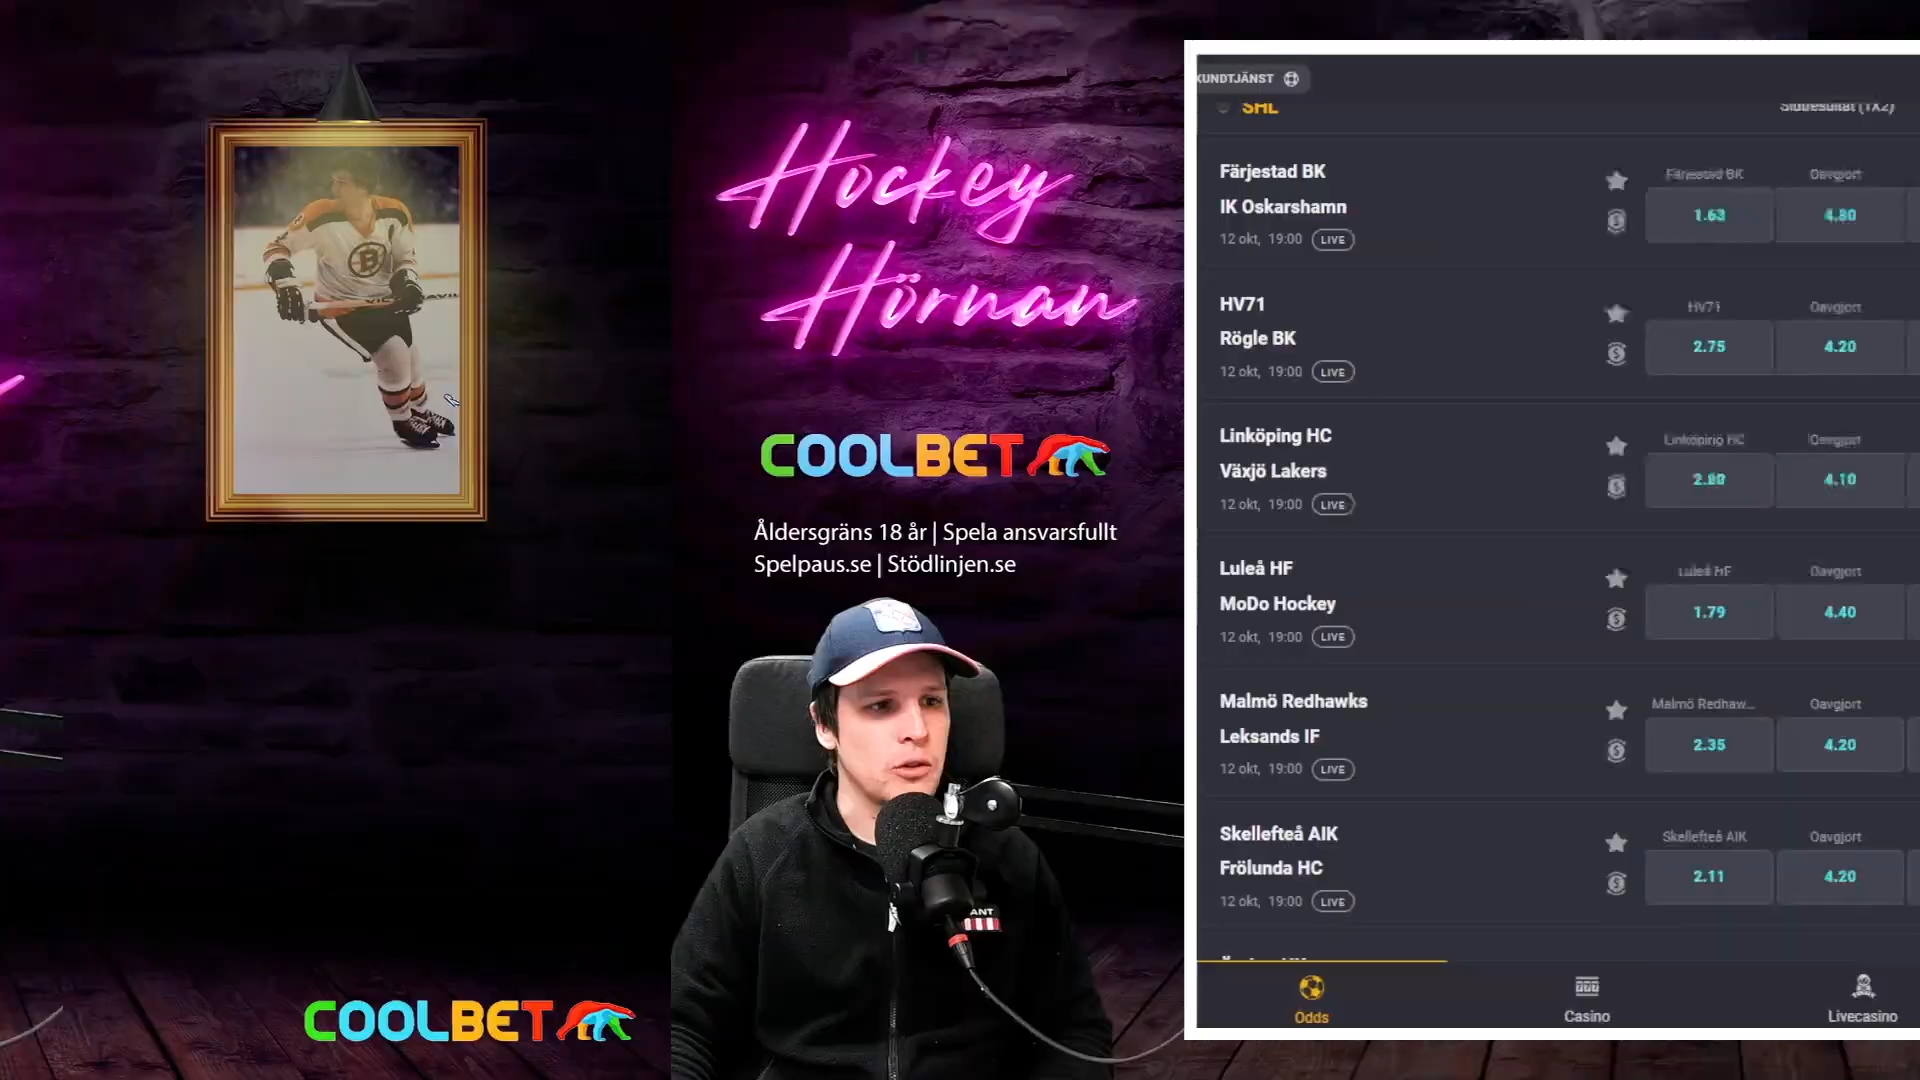 Hockey
Hörnan
COOLBET
Åldersgräns 18 år | Spela ansvarsfullt
Spelpaus.se | Stödlinjen.se
COOLBET
B
ANT
KUNDTJÄNST
SHL
Slutresultat (1X2)
Färjestad BK
IK Oskarshamn
12 okt, 19:00 LIVE
Färjestad BK Oavgjort
1.63 4.80
HV71
Rögle BK
12 okt, 19:00 LIVE
HV71 Oavgjort
2.75 4.20
Linköping HC
Växjö Lakers
12 okt, 19:00 LIVE
Linköping HC Oavgjort
2.80 4.10
Luleå HF
MoDo Hockey
12 okt, 19:00 LIVE
Luleå HF Oavgjort
1.79 4.40
Malmö Redhawks
Leksands IF
12 okt, 19:00 LIVE
Malmö Redhaw... Oavgjort
2.35 4.20
Skellefteå AIK
Frölunda HC
12 okt, 19:00 LIVE
Skellefteå AIK Oavgjort
2.11 4.20
Odds Casino Livecasino